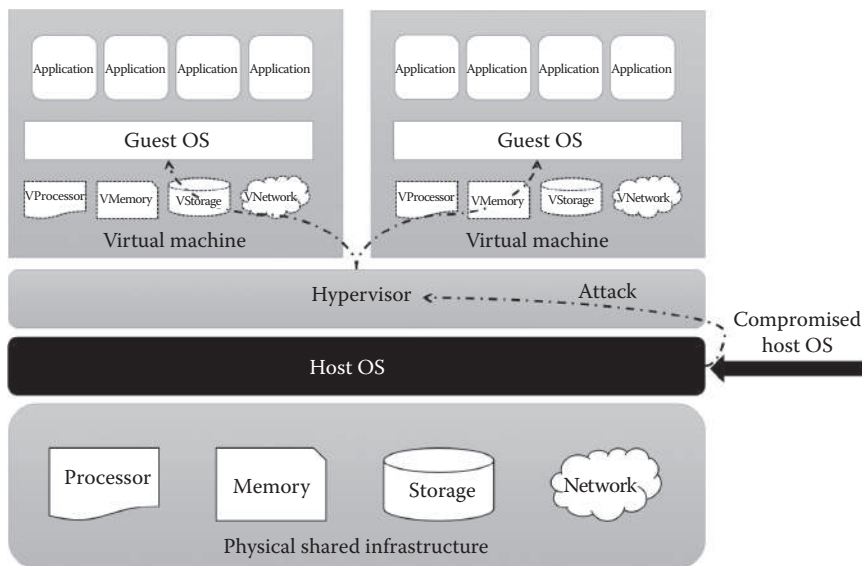 Application Application Application Application
Application Application Application Application
Guest OS
Guest OS
VProcessor VMemory VStorage VNetwork
VProcessor VMemory VStorage VNetwork
Virtual machine
Virtual machine
Hypervisor
Attack
Compromised
host OS
Host OS
Processor
Memory
Storage
Network
Physical shared infrastructure